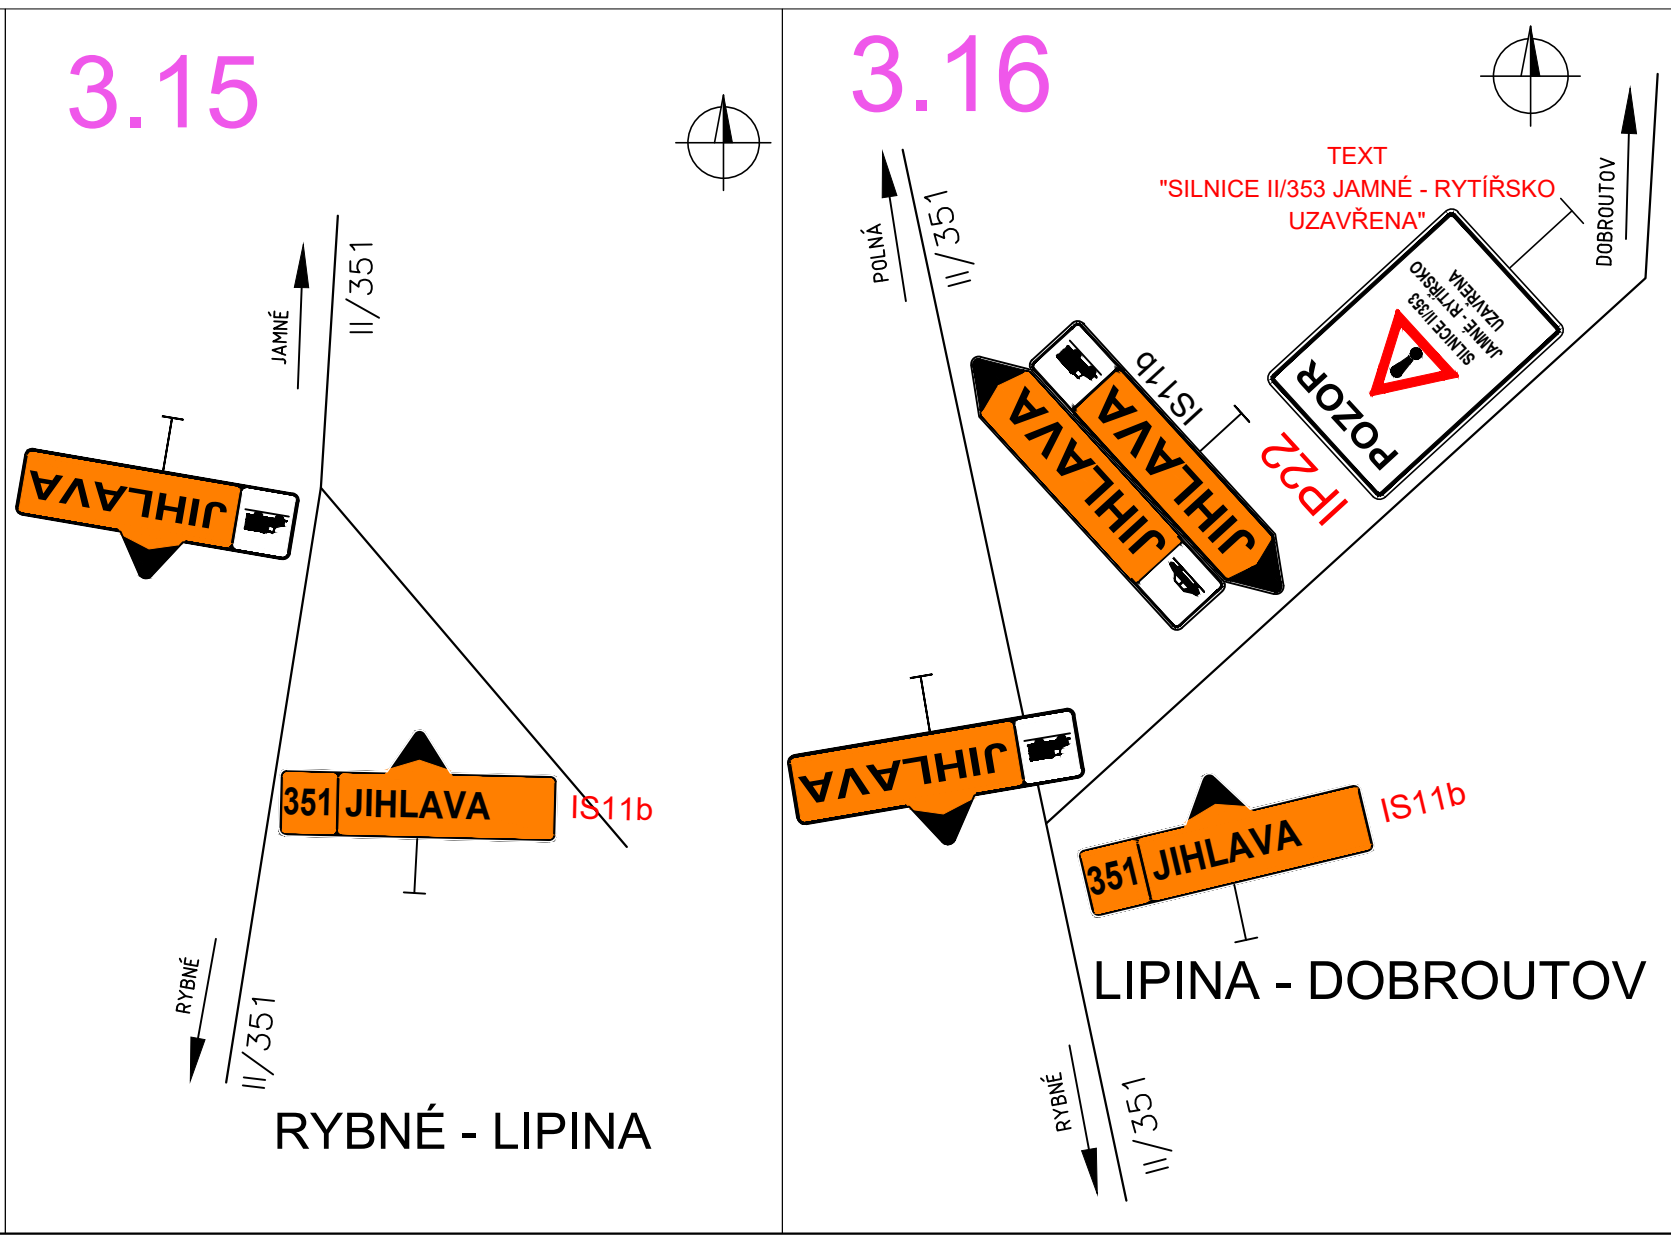 3.15
JAMNÉ
II/351
JIHLAVA
351 JIHLAVA
IS11b
RYBNÉ
II/351
RYBNÉ - LIPINA
3.16
POLNÁ
II/351
TEXT
"SILNICE II/353 JAMNÉ - RYTÍŘSKO
UZAVŘENA"
DOBROUTOV
POZOR
SILNICE II/353
JAMNÉ - RYTÍŘSKO
UZAVŘENA
IP22
IS11b
JIHLAVA
JIHLAVA
JIHLAVA
351 JIHLAVA
IS11b
LIPINA - DOBROUTOV
RYBNÉ
II/351